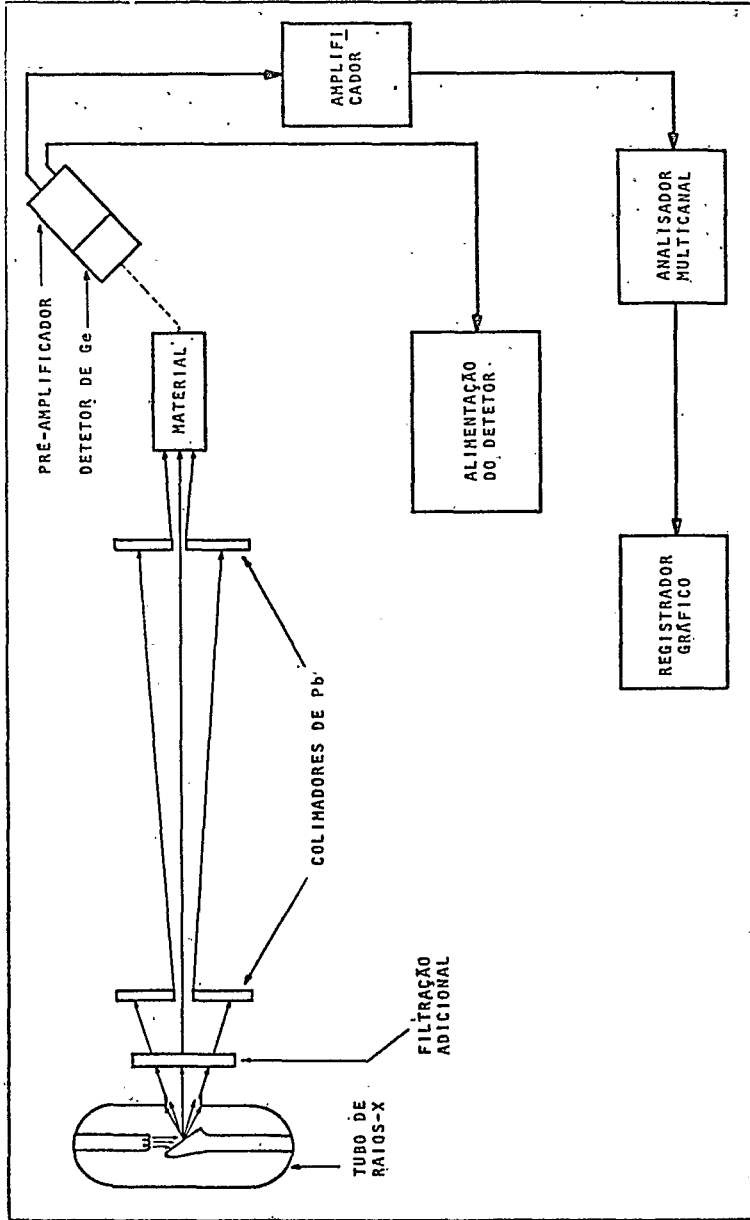 PRÉ-AMPLIFICADOR
DETETOR DE Ge
MATERIAL
AMPLIFI
CADOR
ANALISADOR
MULTICANAL
ALIMENTAÇÃO
DO DETETOR
REGISTRADOR
GRÁFICO
COLIMADORES DE Pb
FILTRAÇÃO
ADICIONAL
TUBO DE
RAIOS-X